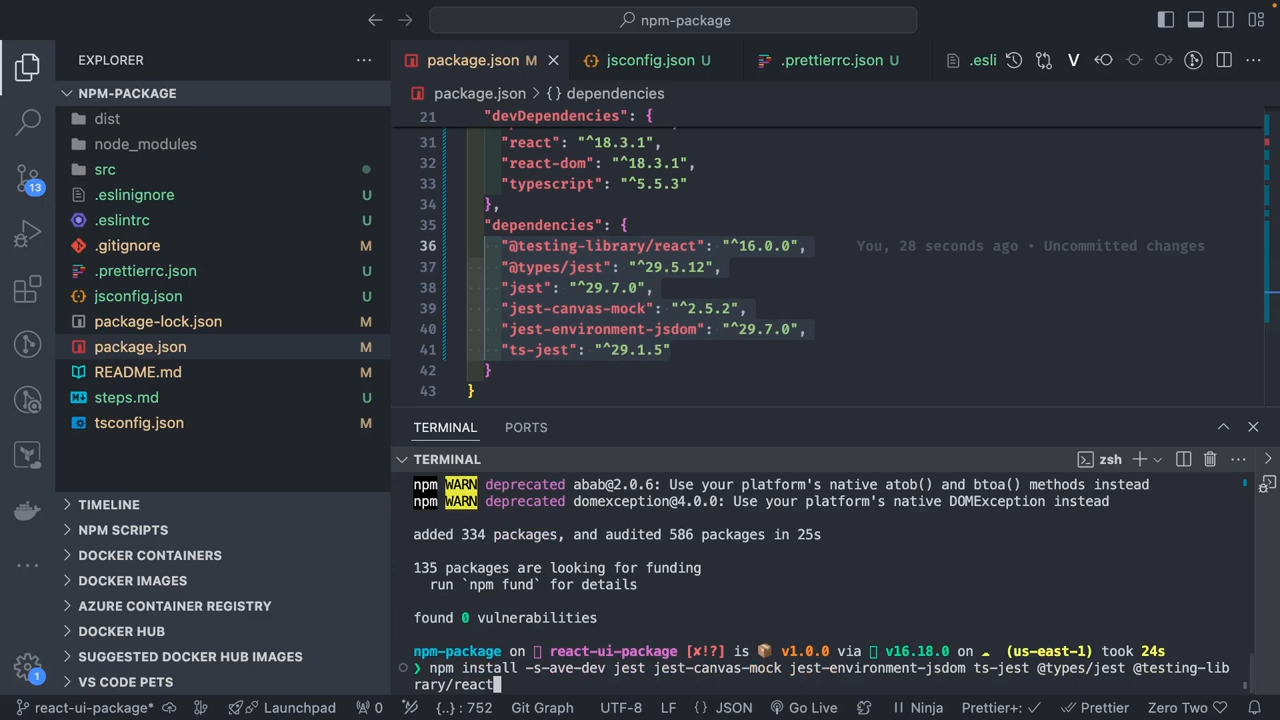 npm-package
EXPLORER
package.json M
jsconfig.json U
.prettierrc.json U
.esli
NPM-PACKAGE
package.json > {} dependencies
dist
node_modules
src
.eslinignore U
.eslintrc U
.gitignore M
.prettierrc.json U
jsconfig.json U
package-lock.json M
package.json M
README.md M
steps.md U
tsconfig.json M
13
21 "devDependencies": {
31 "react": "^18.3.1",
32 "react-dom": "^18.3.1",
33 "typescript": "^5.5.3"
34 },
35 "dependencies": {
36 "@testing-library/react": "^16.0.0", You, 28 seconds ago • Uncommitted changes
37 "@types/jest": "^29.5.12",
38 "jest": "^29.7.0",
39 "jest-canvas-mock": "^2.5.2",
40 "jest-environment-jsdom": "^29.7.0",
41 "ts-jest": "^29.1.5"
42 }
43 }
TERMINAL PORTS
TERMINAL
zsh
npm WARN deprecated abab@2.0.6: Use your platform's native atob() and btoa() methods instead
npm WARN deprecated domexception@4.0.0: Use your platform's native DOMException instead
added 334 packages, and audited 586 packages in 25s
135 packages are looking for funding
run `npm fund` for details
found 0 vulnerabilities
npm-package on react-ui-package [✘!?] is 📦 v1.0.0 via v16.18.0 on ☁ (us-east-1) took 24s
❯ npm install -s-ave-dev jest jest-canvas-mock jest-environment-jsdom ts-jest @types/jest @testing-lib
rary/react
TIMELINE
NPM SCRIPTS
DOCKER CONTAINERS
DOCKER IMAGES
AZURE CONTAINER REGISTRY
DOCKER HUB
SUGGESTED DOCKER HUB IMAGES
VS CODE PETS
1
react-ui-package* Launchpad 0 {..} : 752 Git Graph UTF-8 LF {} JSON Go Live Ninja Prettier+: ✓ Prettier Zero Two